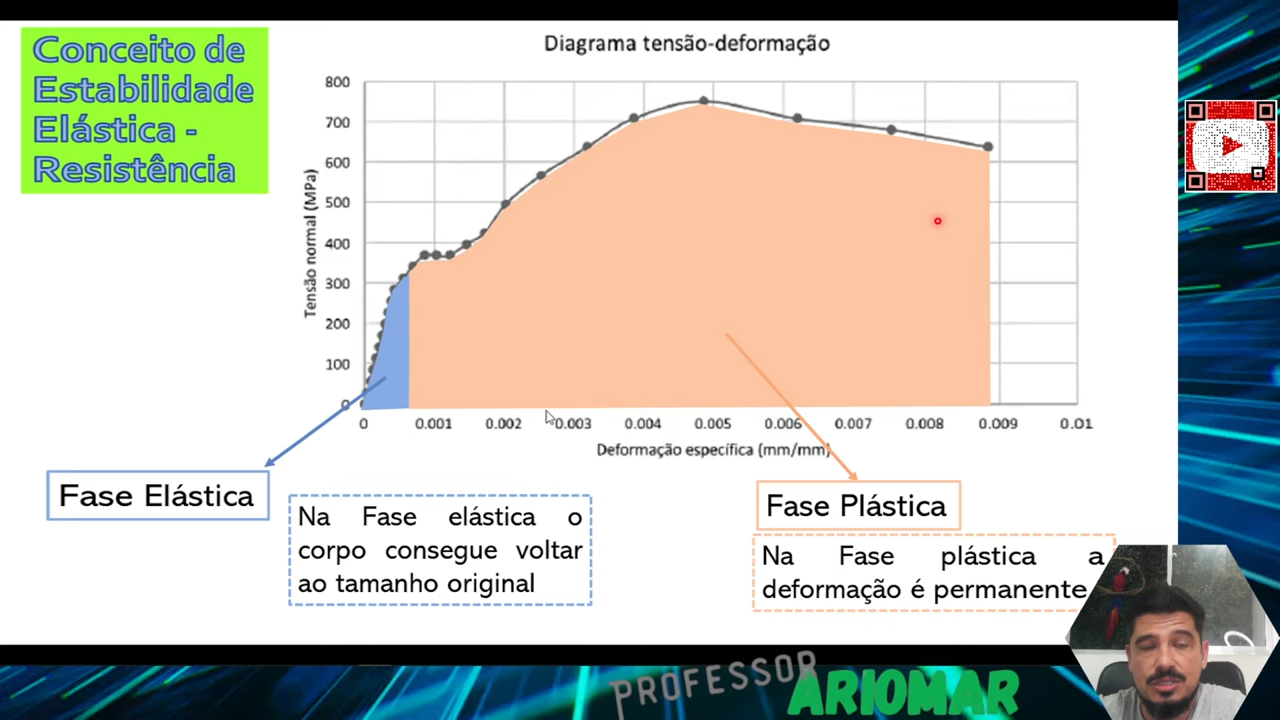 Conceito de
Estabilidade
Elástica -
Resistência
Diagrama tensão-deformação
800
700
600
500
400
300
200
100
0
Tensão normal (MPa)
0
0.001
0.002
0.003
0.004
0.005
0.006
0.007
0.008
0.009
0.01
Deformação específica (mm/mm)
Fase Elástica
Na Fase elástica o
corpo consegue voltar
ao tamanho original
Fase Plástica
Na Fase plástica a
deformação é permanente
PROFESSOR
ARIOMAR